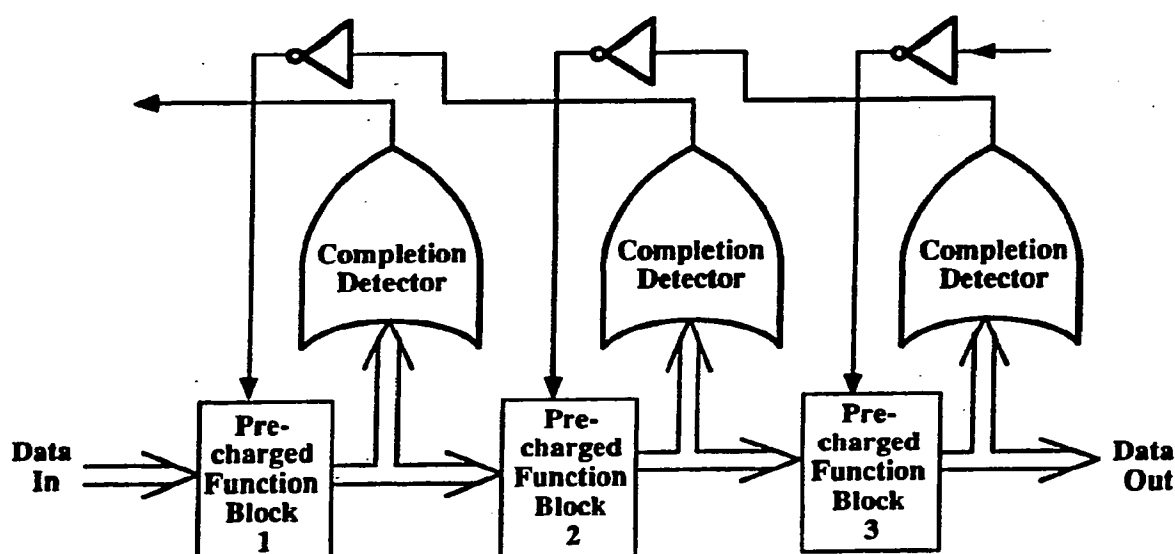 Completion
Detector
Completion
Detector
Completion
Detector
Data
In
Pre-
charged
Function
Block
1
Pre-
charged
Function
Block
2
Pre-
charged
Function
Block
3
Data
Out